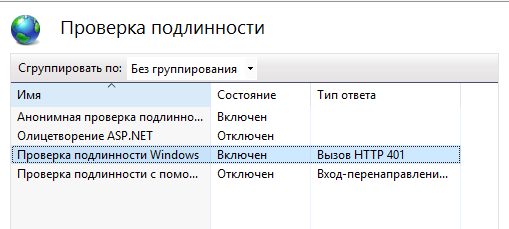 Проверка подлинности
Сгруппировать по: Без группирования
Имя Состояние Тип ответа
Анонимная проверка подлинно... Включен
Олицетворение ASP.NET Отключен
Проверка подлинности Windows Включен Вызов HTTP 401
Проверка подлинности с помо... Отключен Вход-перенаправлени...